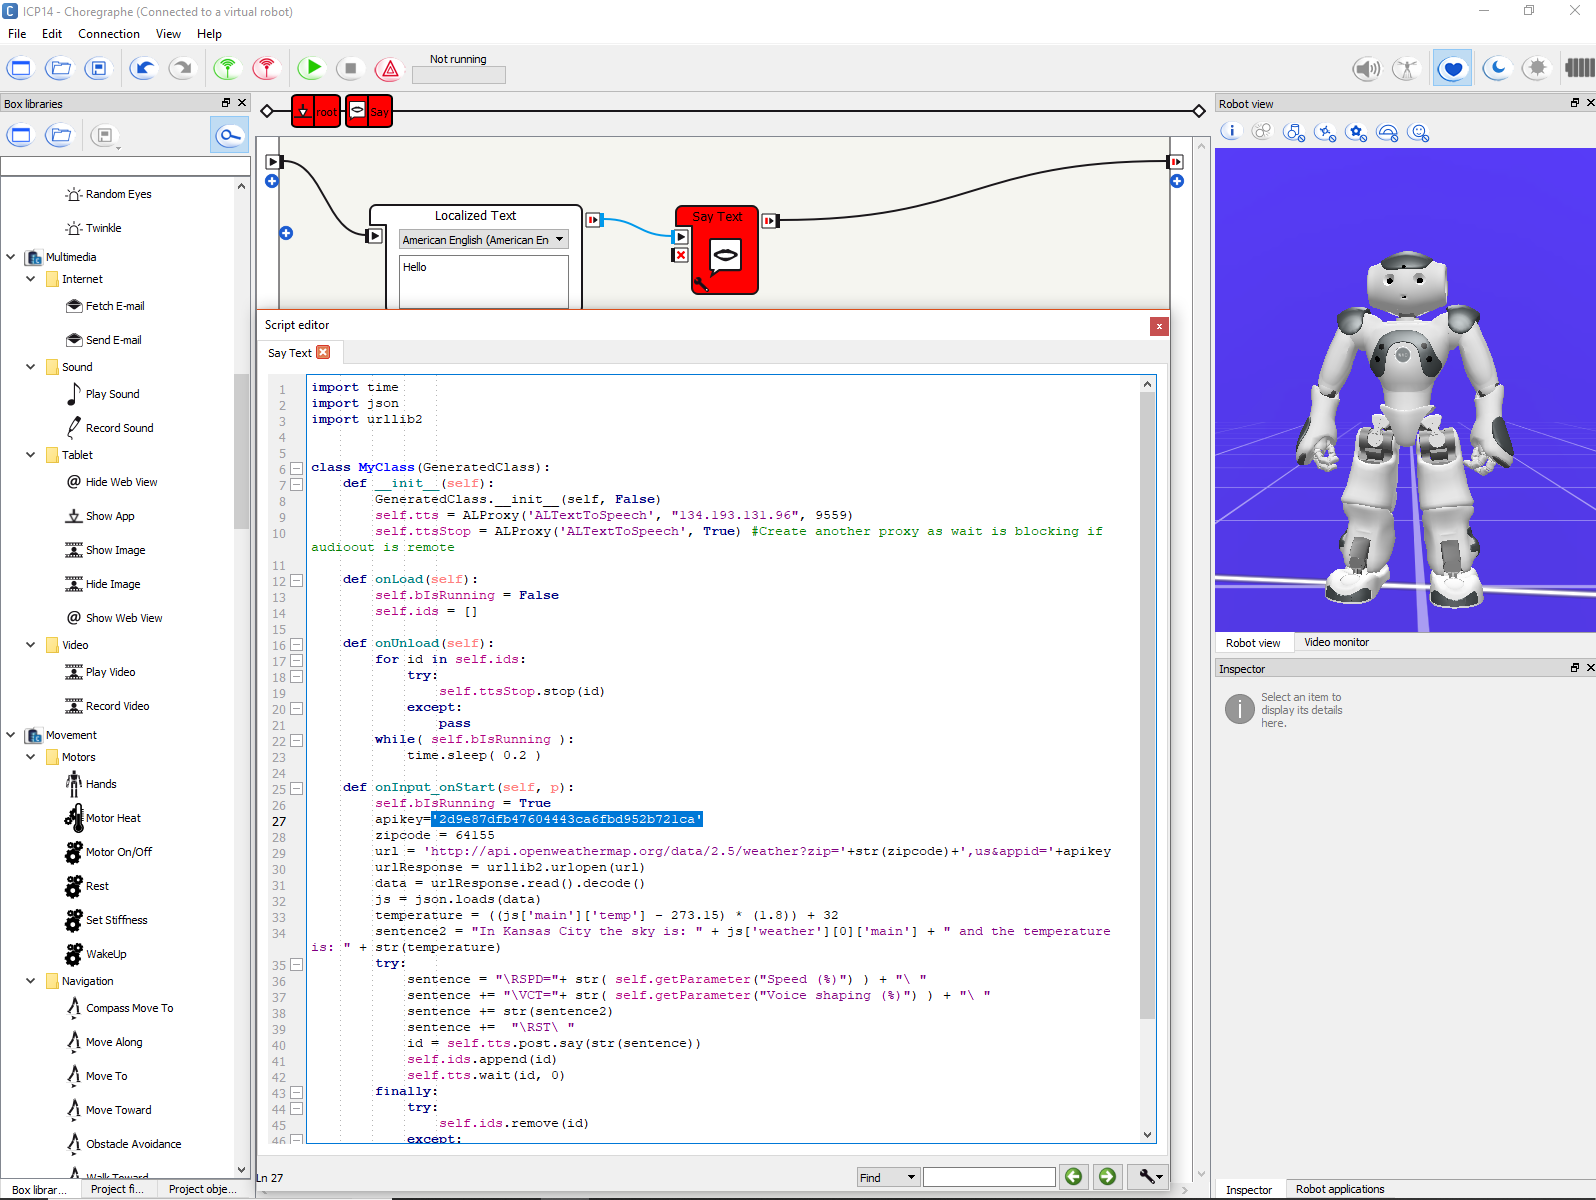 ICP14 - Choregraphe (Connected to a virtual robot)
File Edit Connection View Help
Not running
Box libraries
Random Eyes
Twinkle
Multimedia
Internet
Fetch E-mail
Send E-mail
Sound
Play Sound
Record Sound
Tablet
Hide Web View
Show App
Show Image
Hide Image
Show Web View
Video
Play Video
Record Video
Movement
Motors
Hands
Motor Heat
Motor On/Off
Rest
Set Stiffness
WakeUp
Navigation
Compass Move To
Move Along
Move To
Move Toward
Obstacle Avoidance
Walk Toward
Box librar... Project fi... Project obje...
root Say
Localized Text
American English (American En
Hello
Say Text
Script editor
Say Text
1 import time
2 import json
3 import urllib2
4
5
6 class MyClass(GeneratedClass):
7 def __init__(self):
8 GeneratedClass.__init__(self, False)
9 self.tts = ALProxy('ALTextToSpeech', "134.193.131.96", 9559)
10 self.ttsStop = ALProxy('ALTextToSpeech', True) #Create another proxy as wait is blocking if
audioout is remote
11
12 def onLoad(self):
13 self.bIsRunning = False
14 self.ids = []
15
16 def onUnload(self):
17 for id in self.ids:
18 try:
19 self.ttsStop.stop(id)
20 except:
21 pass
22 while( self.bIsRunning ):
23 time.sleep( 0.2 )
24
25 def onInput_onStart(self, p):
26 self.bIsRunning = True
27 apikey='2d9e87dfb47604443ca6fbd952b721ca'
28 zipcode = 64155
29 url = 'http://api.openweathermap.org/data/2.5/weather?zip='+str(zipcode)+',us&appid='+apikey
30 urlResponse = urllib2.urlopen(url)
31 data = urlResponse.read().decode()
32 js = json.loads(data)
33 temperature = ((js['main']['temp'] - 273.15) * (1.8)) + 32
34 sentence2 = "In Kansas City the sky is: " + js['weather'][0]['main'] + " and the temperature
is: " + str(temperature)
35 try:
36 sentence = "\RSPD="+ str( self.getParameter("Speed (%)") ) + "\ "
37 sentence += "\VCT="+ str( self.getParameter("Voice shaping (%)") ) + "\ "
38 sentence += str(sentence2)
39 sentence += "\RST\ "
40 id = self.tts.post.say(str(sentence))
41 self.ids.append(id)
42 self.tts.wait(id, 0)
43 finally:
44 try:
45 self.ids.remove(id)
46 except:
Ln 27
Find
Robot view
Robot view Video monitor
Inspector
Select an item to
display its details
here.
Inspector Robot applications